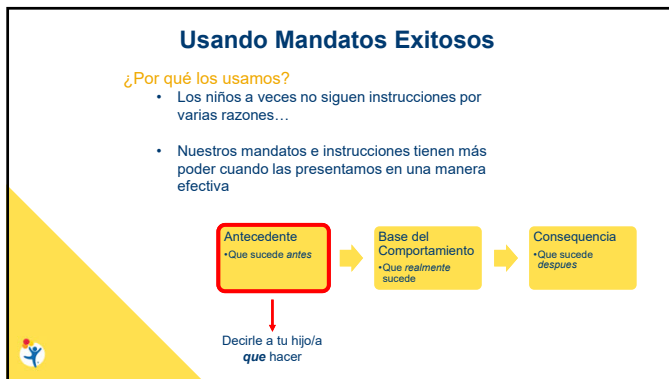 Usando Mandatos Exitosos
¿Por qué los usamos?
• Los niños a veces no siguen instrucciones por
varias razones…
• Nuestros mandatos e instrucciones tienen más
poder cuando las presentamos en una manera
efectiva
Antecedente
•Que sucede antes
Base del
Comportamiento
•Que realmente
sucede
Consequencia
•Que sucede
despues
Decirle a tu hijo/a
que hacer